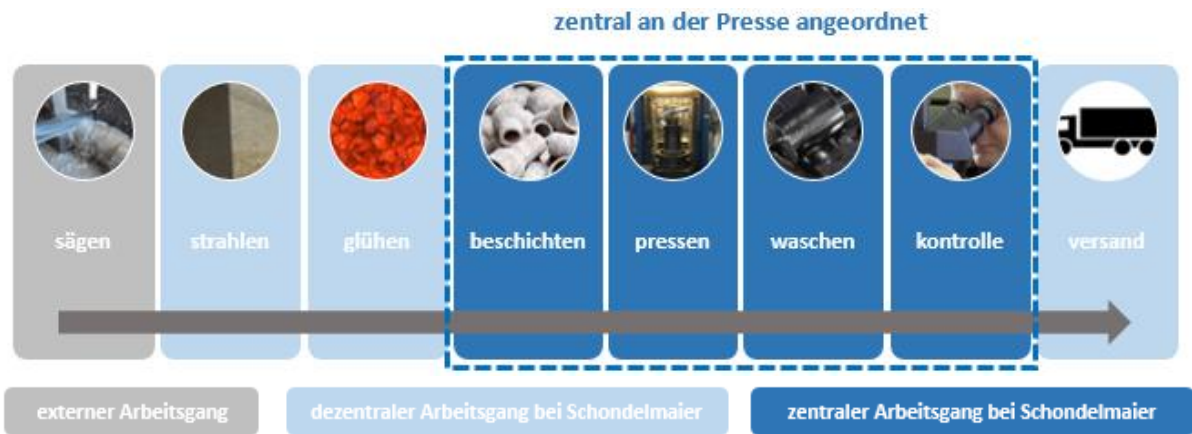 zentral an der Presse angeordnet
sägen
strahlen
glühen
beschichten
pressen
waschen
kontrolle
versand
externer Arbeitsgang
dezentraler Arbeitsgang bei Schondelmaier
zentraler Arbeitsgang bei Schondelmaier